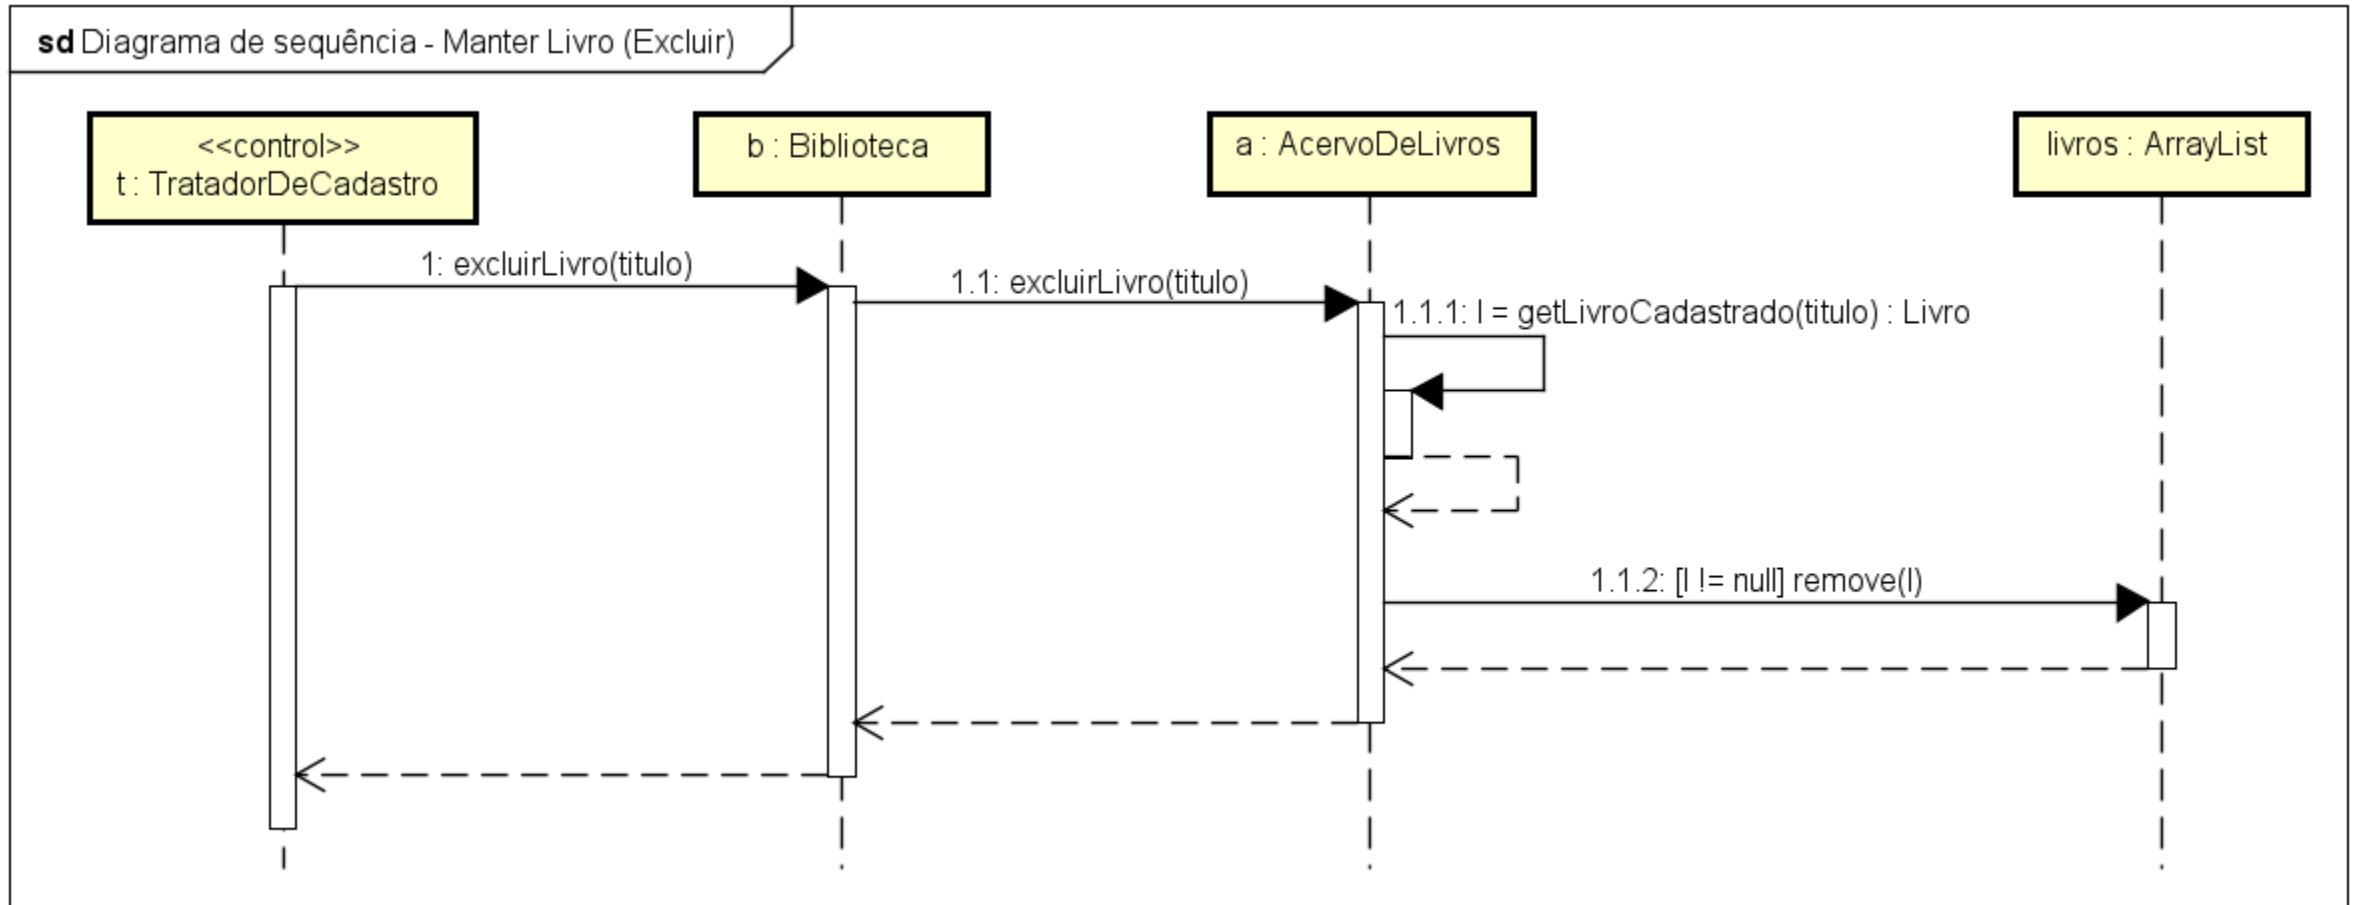 sd Diagrama de sequência - Manter Livro (Excluir)
<<control>>
t : TratadorDeCadastro
b : Biblioteca
a : AcervoDeLivros
livros : ArrayList
1: excluirLivro(titulo)
1.1: excluirLivro(titulo)
1.1.1: l = getLivroCadastrado(titulo) : Livro
1.1.2: [l != null] remove(l)